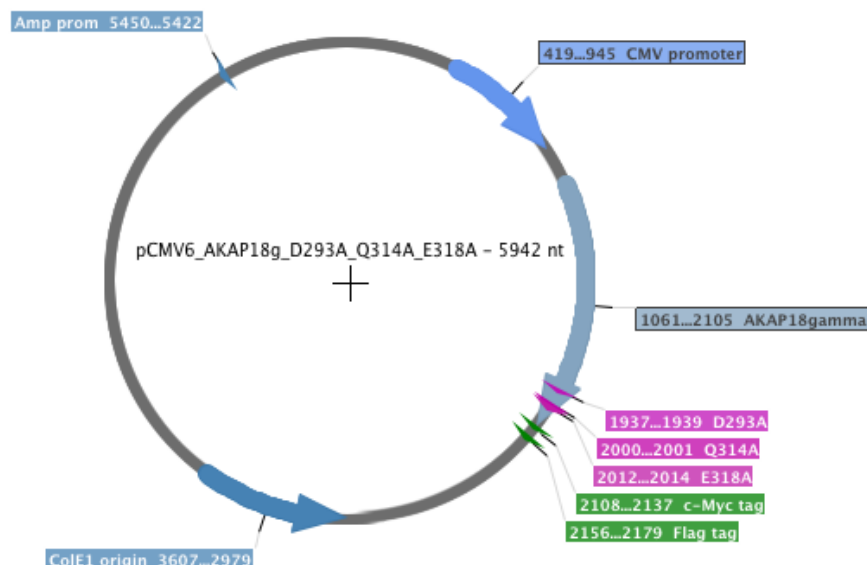 Amp prom 5450...5422
419...945 CMV promoter
pCMV6_AKAP18g_D293A_Q314A_E318A – 5942 nt
1061...2105 AKAP18gamma
1937...1939 D293A
2000...2001 Q314A
2012...2014 E318A
2108...2137 c-Myc tag
2156...2179 Flag tag
ColE1 origin 3607...2979